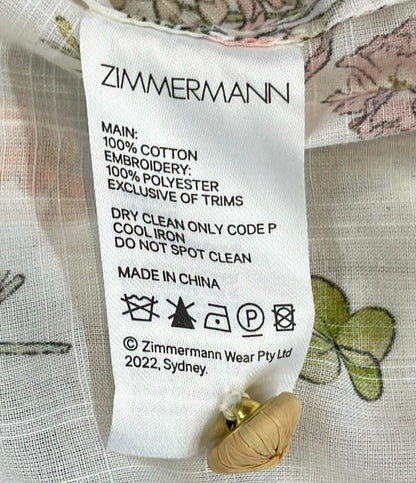 ZIMMERMANN
MAIN:
100% COTTON
EMBROIDERY:
100% POLYESTER
EXCLUSIVE OF TRIMS
DRY CLEAN ONLY CODE P
COOL IRON
DO NOT SPOT CLEAN
MADE IN CHINA
P
© Zimmermann Wear Pty Ltd
2022, Sydney.